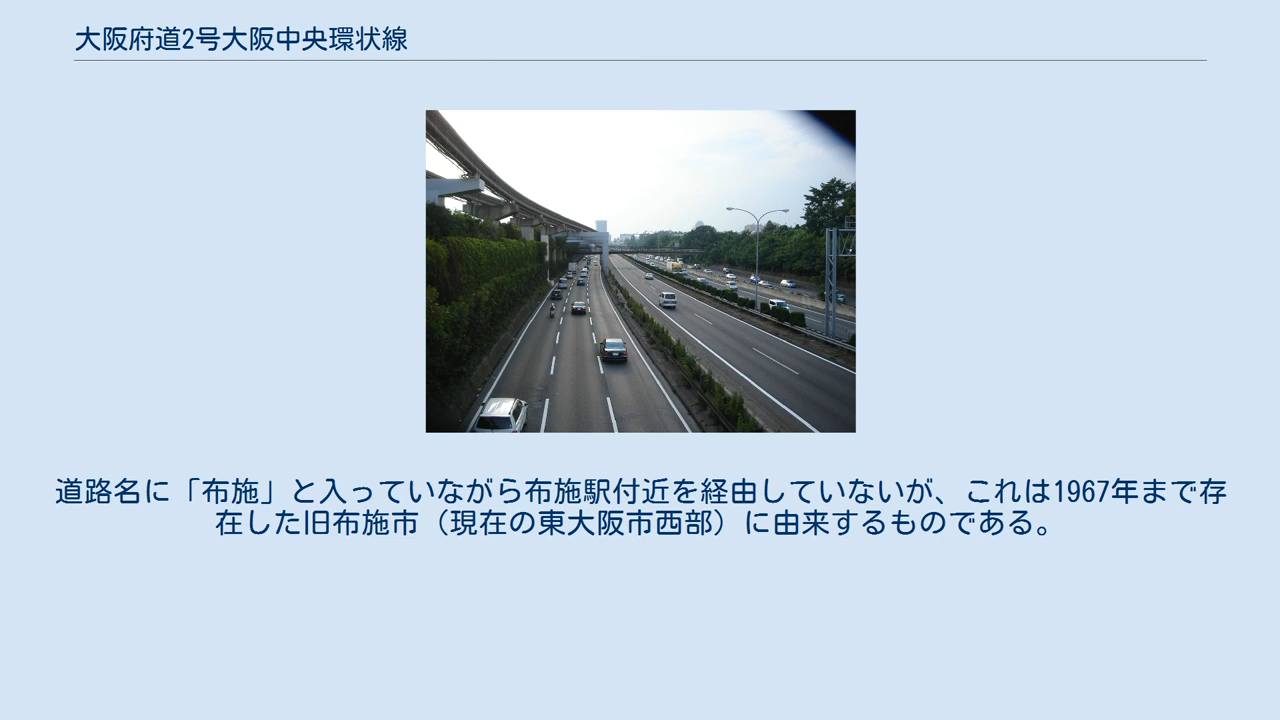 大阪府道2号大阪中央環状線
道路名に「布施」と入っていながら布施駅付近を経由していないが、これは1967年まで存
在した旧布施市（現在の東大阪市西部）に由来するものである。